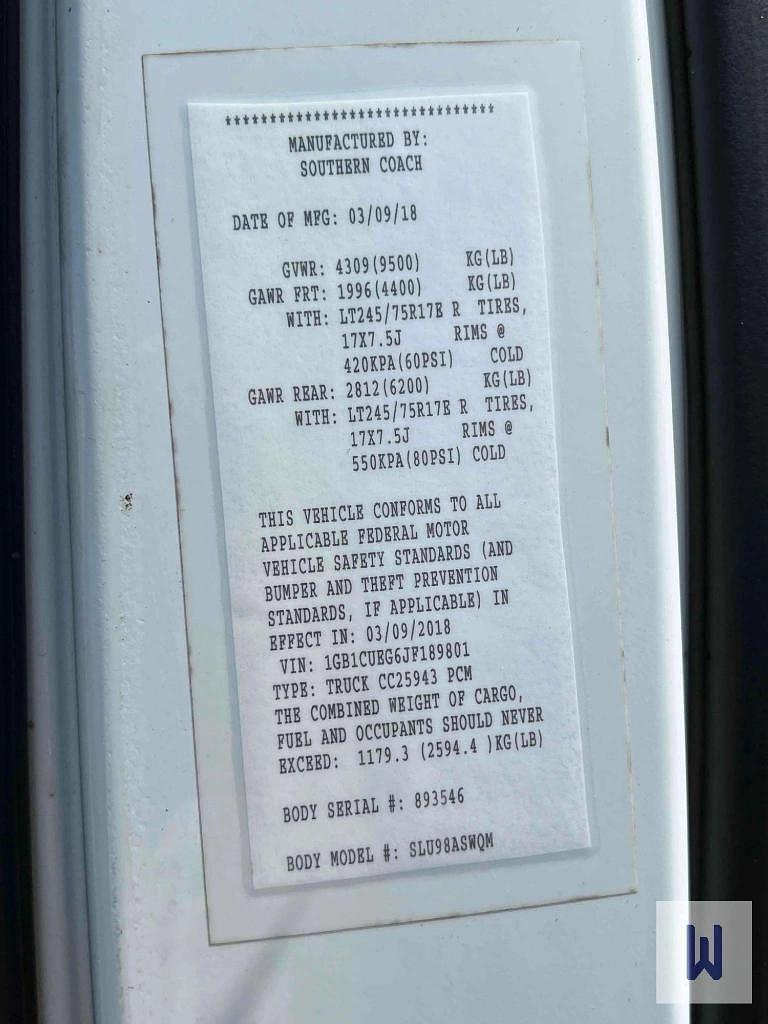 ******************************
MANUFACTURED BY:
SOUTHERN COACH
DATE OF MFG: 03/09/18
GVWR: 4309(9500) KG(LB)
GAWR FRT: 1996(4400) KG(LB)
WITH: LT245/75R17E R TIRES,
17X7.5J RIMS @
420KPA(60PSI) COLD
GAWR REAR: 2812(6200) KG(LB)
WITH: LT245/75R17E R TIRES,
17X7.5J RIMS @
550KPA(80PSI) COLD
THIS VEHICLE CONFORMS TO ALL
APPLICABLE FEDERAL MOTOR
VEHICLE SAFETY STANDARDS (AND
BUMPER AND THEFT PREVENTION
STANDARDS, IF APPLICABLE) IN
EFFECT IN: 03/09/2018
VIN: 1GB1CUEG6JF189801
TYPE: TRUCK CC25943 PCM
THE COMBINED WEIGHT OF CARGO,
FUEL AND OCCUPANTS SHOULD NEVER
EXCEED: 1179.3 (2594.4 )KG(LB)
BODY SERIAL #: 893546
BODY MODEL #: SLU98ASWQM
W